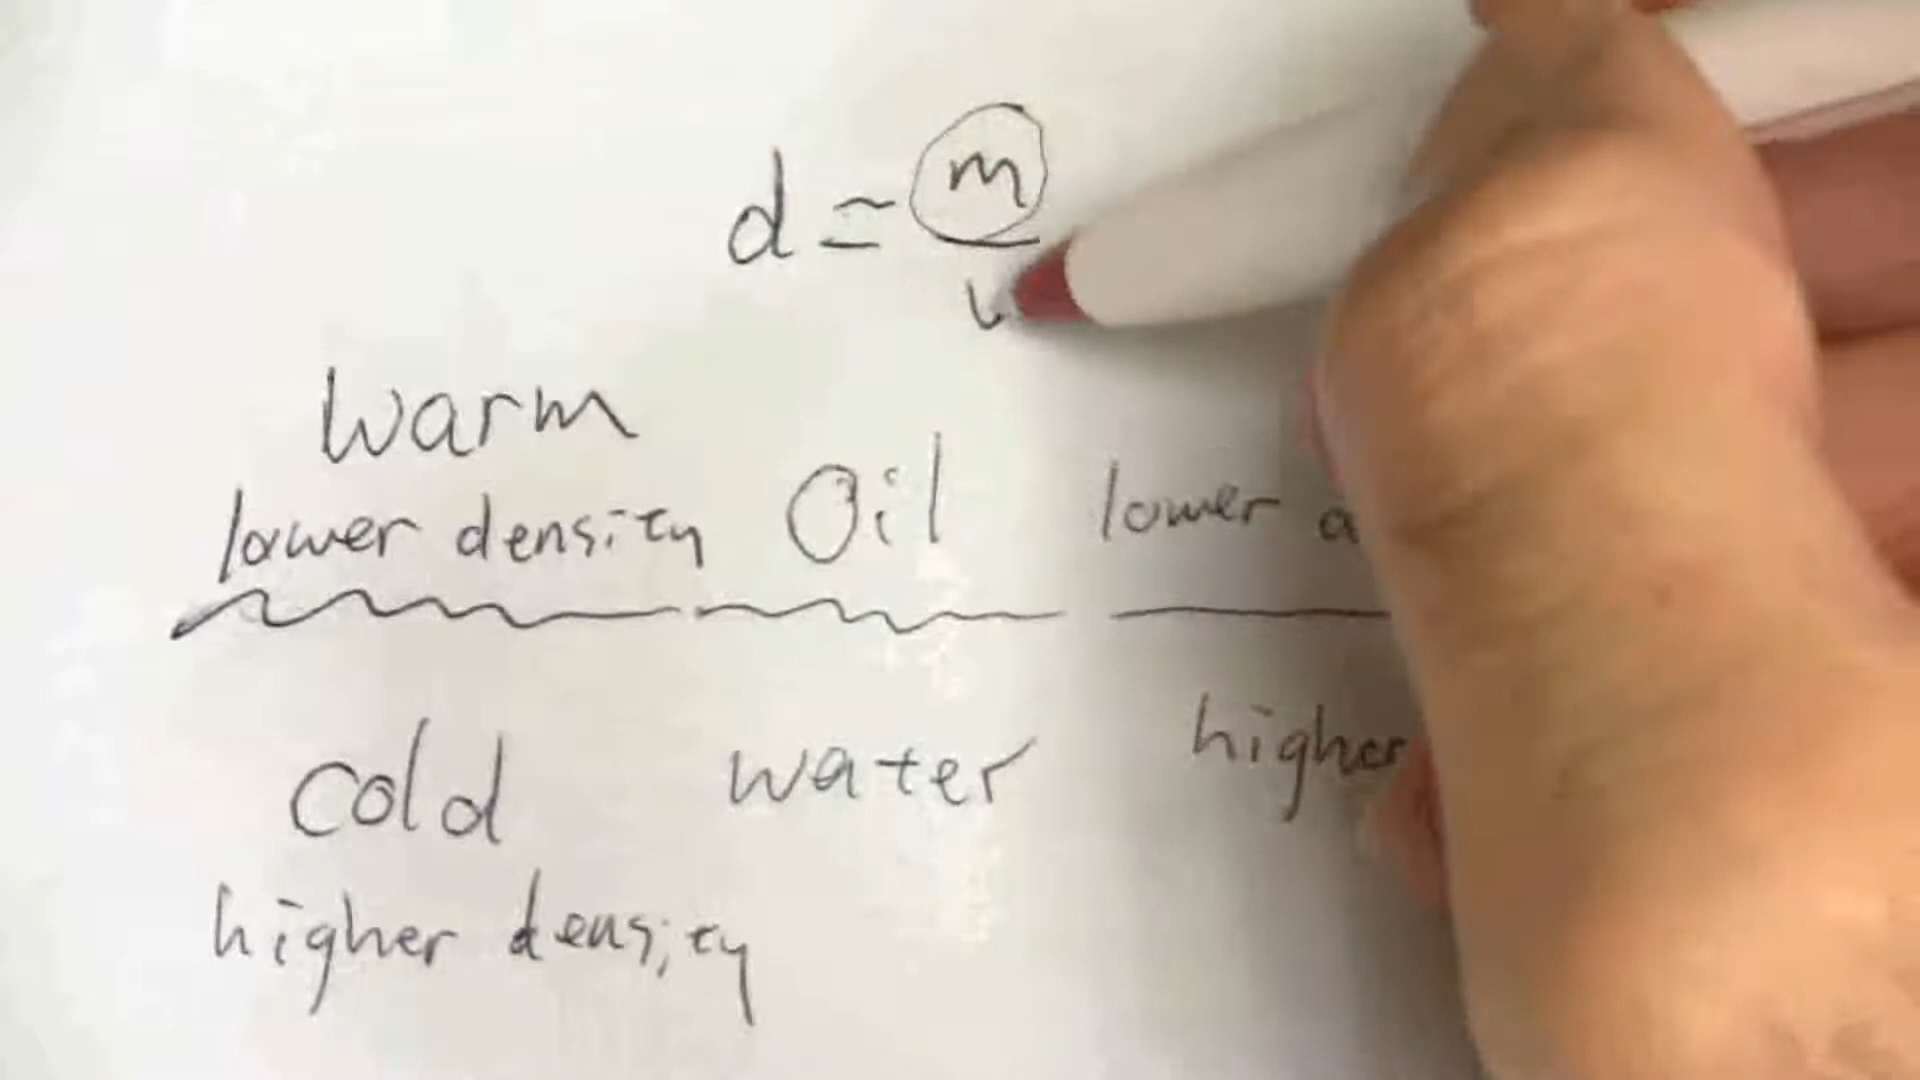 d = m
v
warm
lower density Oil lower
cold water higher
higher density